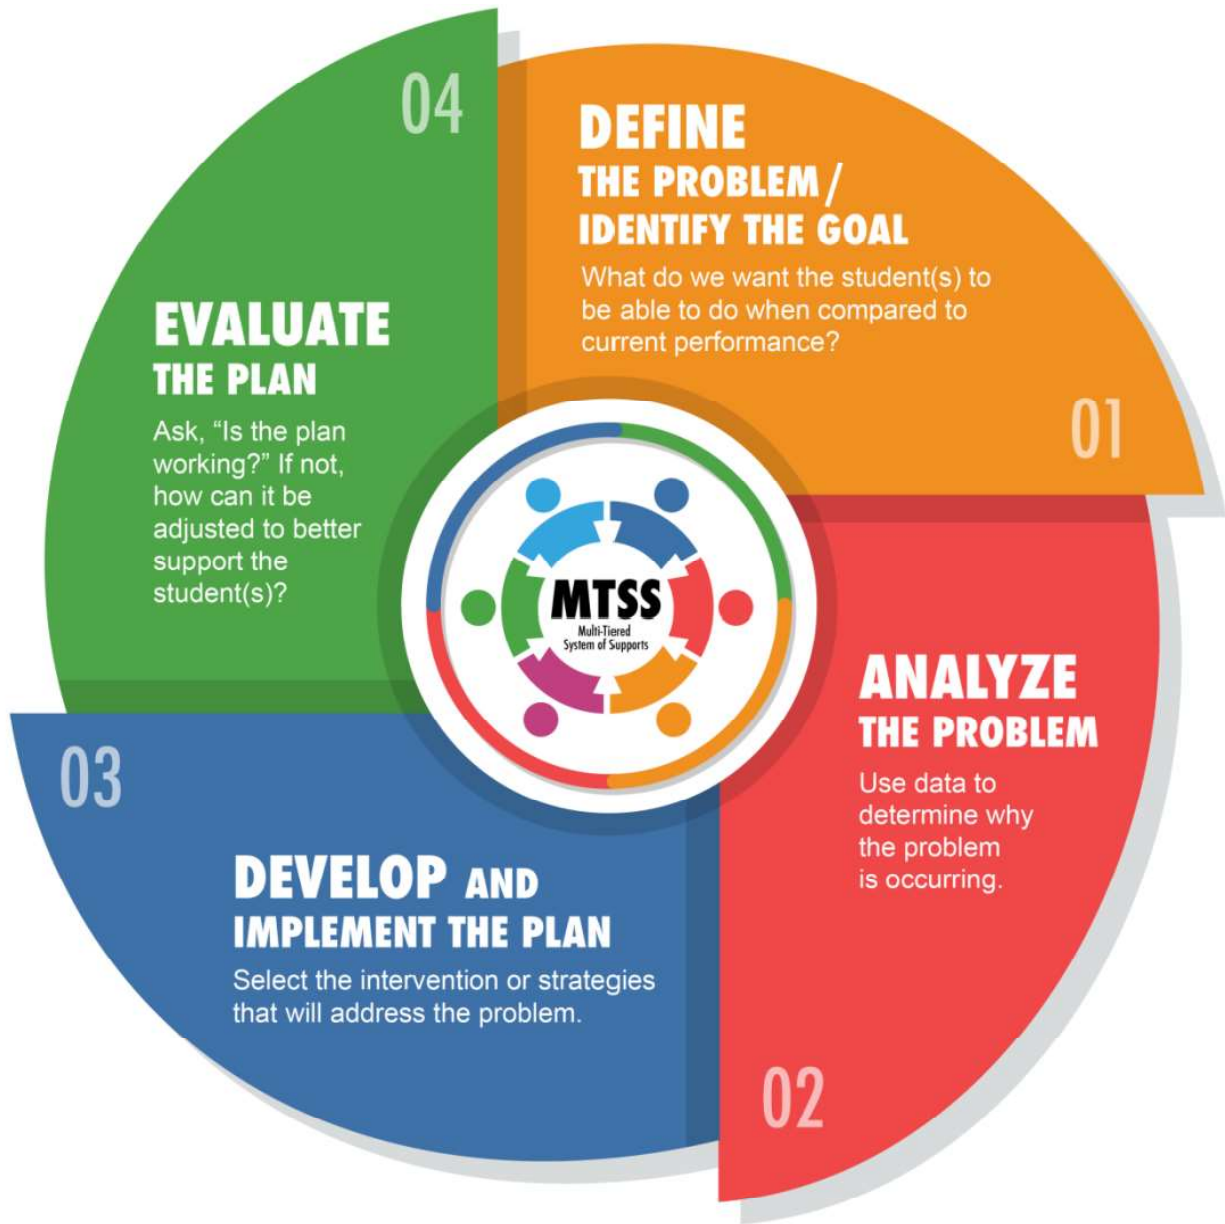 01
DEFINE
THE PROBLEM/
IDENTIFY THE GOAL
What do we want the student(s) to
be able to do when compared to
current performance?
02
ANALYZE
THE PROBLEM
Use data to
determine why
the problem
is occurring.
03
DEVELOP AND
IMPLEMENT THE PLAN
Select the intervention or strategies
that will address the problem.
04
EVALUATE
THE PLAN
Ask, “Is the plan
working?” If not,
how can it be
adjusted to better
support the
student(s)?
MTSS
Multi-Tiered
System of Supports